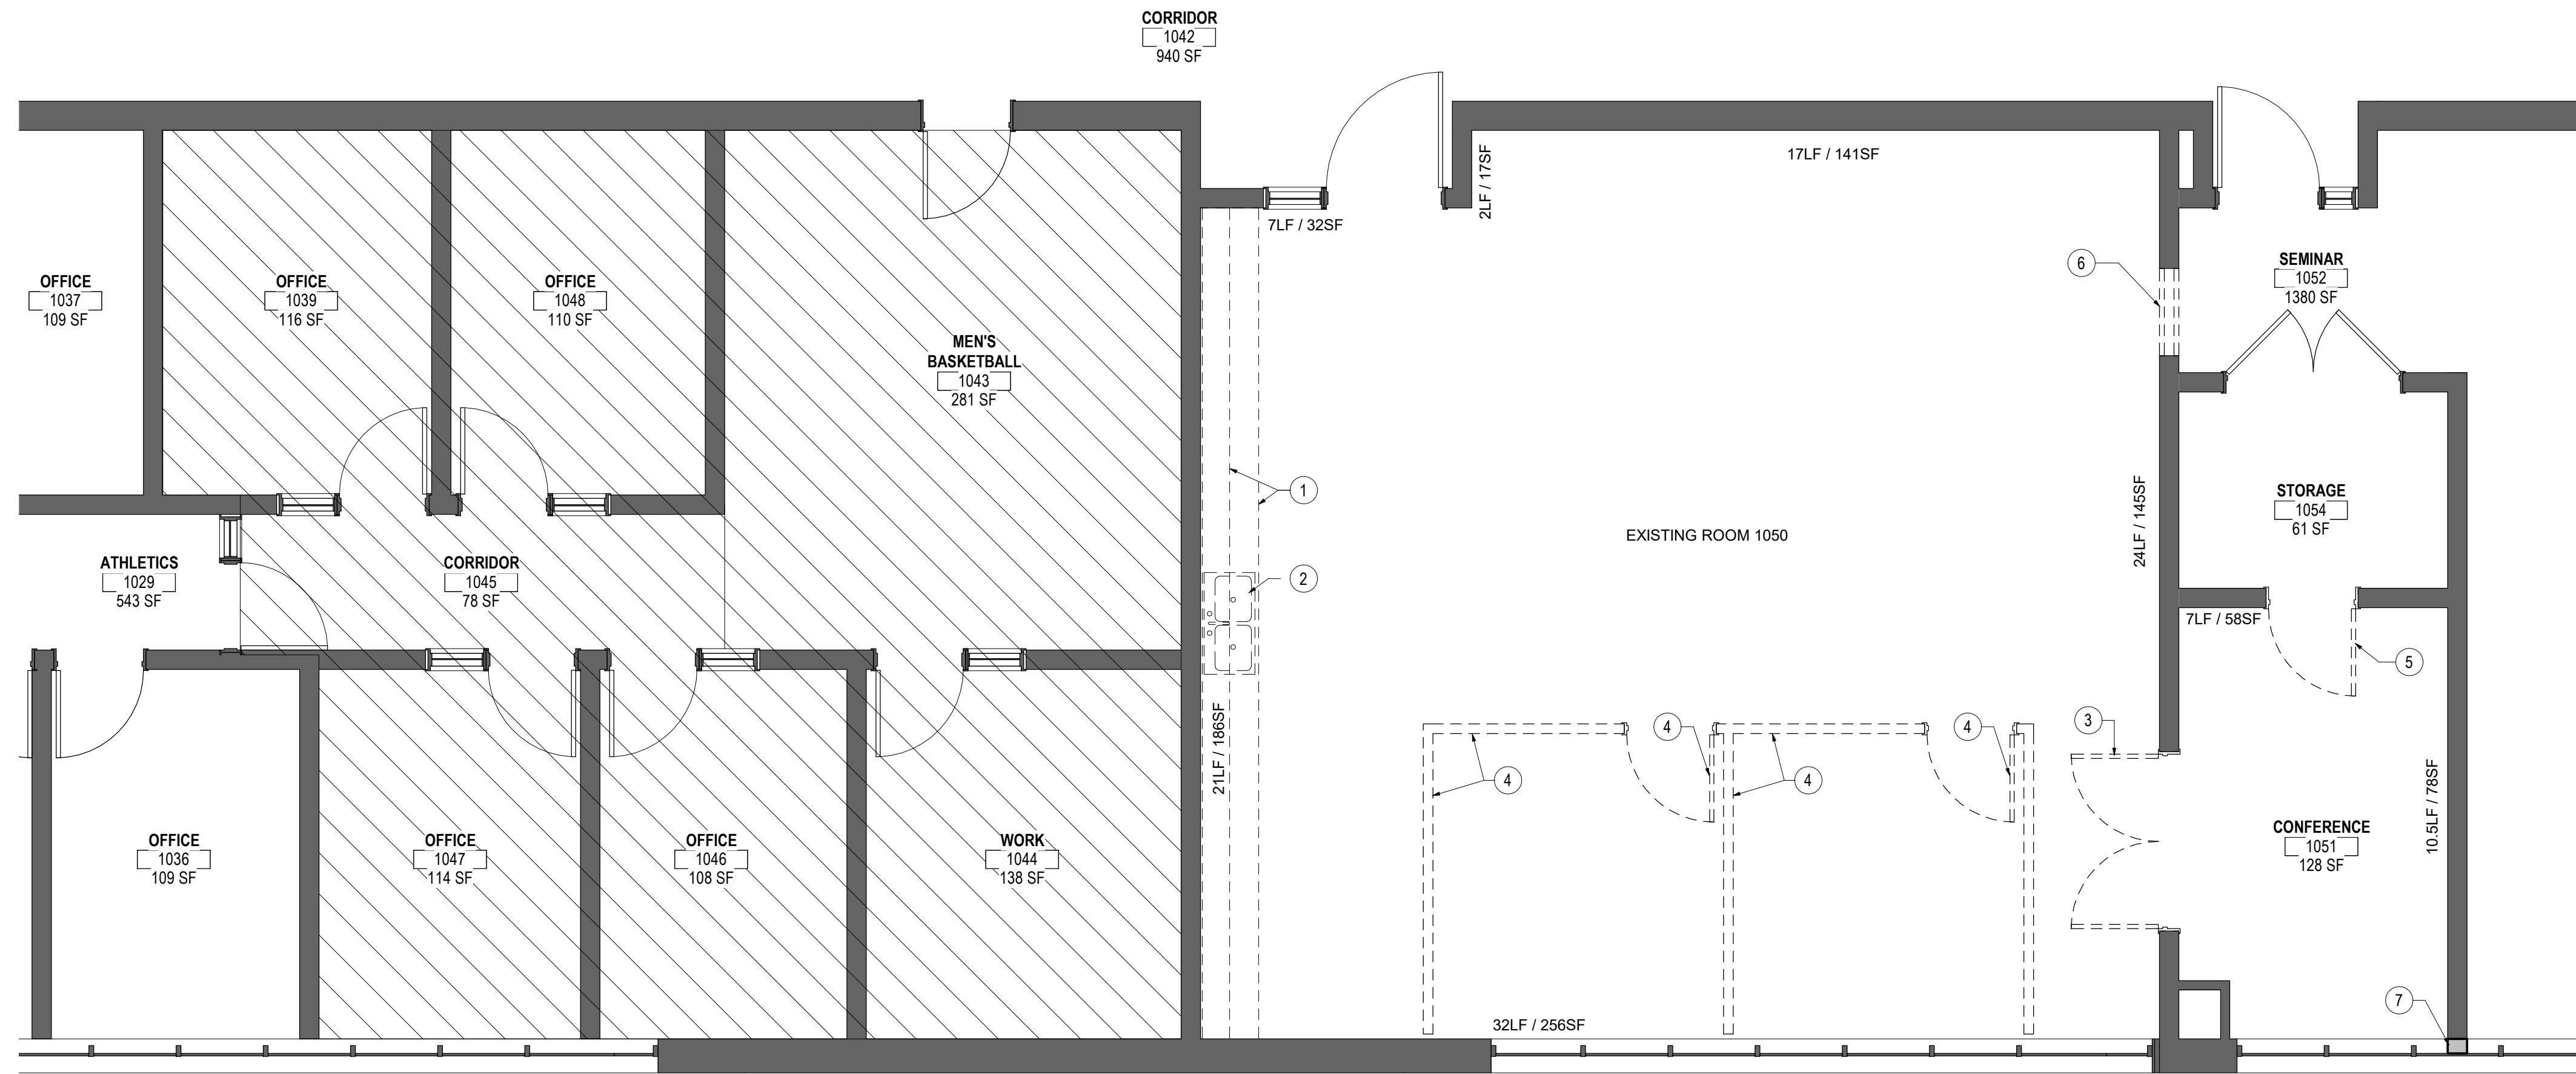 CORRIDOR
1042
940 SF
17LF / 141SF
2LF / 17SF
7LF / 32SF
OFFICE
1037
109 SF
OFFICE
1039
116 SF
OFFICE
1048
110 SF
MEN'S
BASKETBALL
1043
281 SF
6
SEMINAR
1052
1380 SF
1
STORAGE
1054
61 SF
24LF / 145SF
EXISTING ROOM 1050
ATHLETICS
1029
543 SF
CORRIDOR
1045
78 SF
2
7LF / 58SF
5
21LF / 186SF
4
4
3
4
4
10.5LF / 78SF
OFFICE
1036
109 SF
OFFICE
1047
114 SF
OFFICE
1046
108 SF
WORK
1044
138 SF
CONFERENCE
1051
128 SF
7
32LF / 256SF